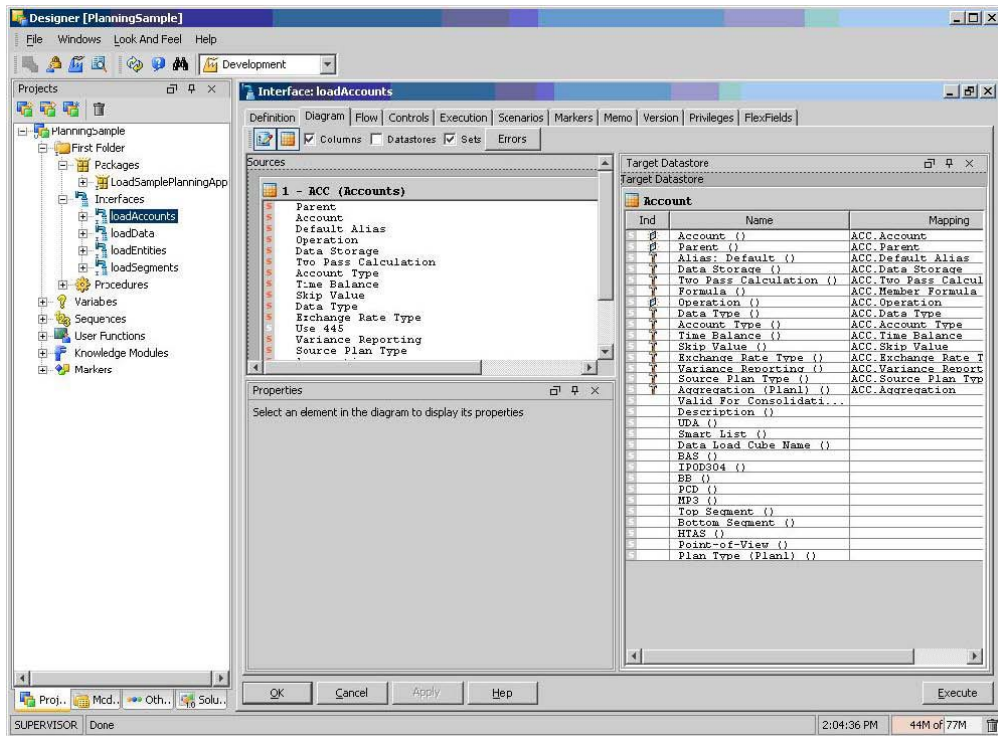 Designer [PlanningSample]
File Windows Look And Feel Help
Development
Projects
PlanningSample
First Folder
Packages
LoadSamplePlanningApp
Interfaces
loadAccounts
loadData
loadEntities
loadSegments
Procedures
Variabes
Sequences
User Functions
Knowledge Modules
Markers
Proj.. Mcd.. Oth.. Solu..
Interface: loadAccounts
Definition Diagram Flow Controls Execution Scenarios Markers Memo Version Privileges FlexFields
Columns Datastores Sets Errors
Sources
1 - ACC (Accounts)
Parent
Account
Default Alias
Operation
Data Storage
Two Pass Calculation
Account Type
Time Balance
Skip Value
Data Type
Exchange Rate Type
Use 445
Variance Reporting
Source Plan Type
Properties
Select an element in the diagram to display its properties
Target Datastore
Target Datastore
Account
Ind Name Mapping
Account () ACC.Account
Parent () ACC.Parent
Alias: Default () ACC.Default Alias
Data Storage () ACC.Data Storage
Two Pass Calculation () ACC.Two Pass Calcul
Formula () ACC.Member Formula
Operation () ACC.Operation
Data Type () ACC.Data Type
Account Type () ACC.Account Type
Time Balance () ACC.Time Balance
Skip Value () ACC.Skip Value
Exchange Rate Type () ACC.Exchange Rate T
Variance Reporting () ACC.Variance Report
Source Plan Type () ACC.Source Plan Typ
Aggregation (Plan1) () ACC.Aggregation
Valid For Consolidati...
Description ()
UDA ()
Smart List ()
Data Load Cube Name ()
BAS ()
IPOD304 ()
BB ()
PCD ()
MP3 ()
Top Segment ()
Bottom Segment ()
HTAS ()
Point-of-View ()
Plan Type (Plan1) ()
OK Cancel Apply Hep Execute
SUPERVISOR Done 2:04:36 PM 44M of 77M